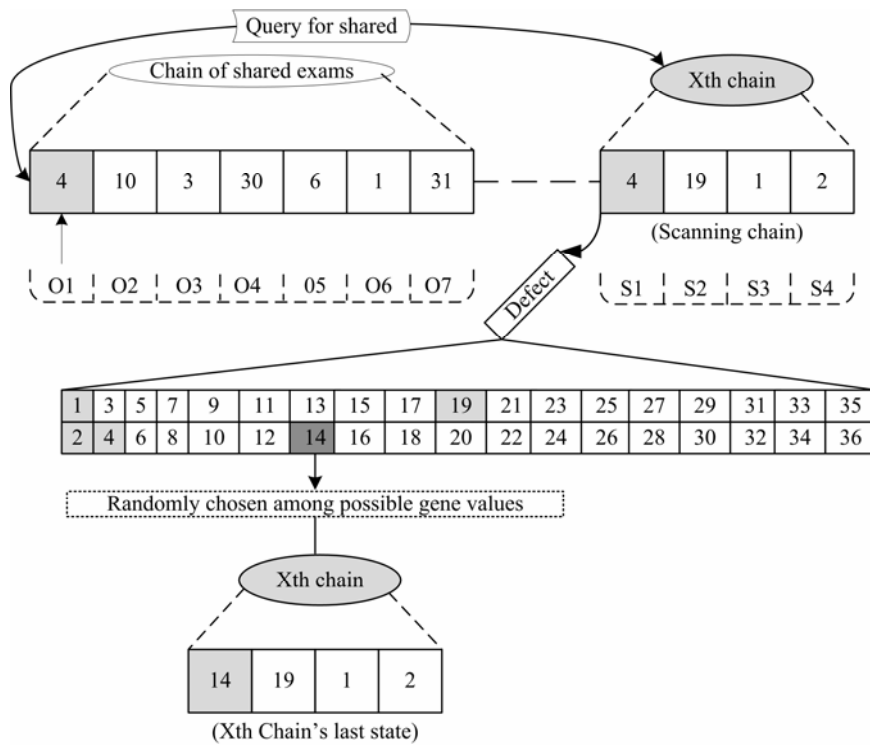 Query for shared
Chain of shared exams
Xth chain
4 10 3 30 6 1 31
4 19 1 2
(Scanning chain)
O1 O2 O3 O4 05 O6 O7
S1 S2 S3 S4
Defect
1 3 5 7 9 11 13 15 17 19 21 23 25 27 29 31 33 35
2 4 6 8 10 12 14 16 18 20 22 24 26 28 30 32 34 36
Randomly chosen among possible gene values
Xth chain
14 19 1 2
(Xth Chain's last state)